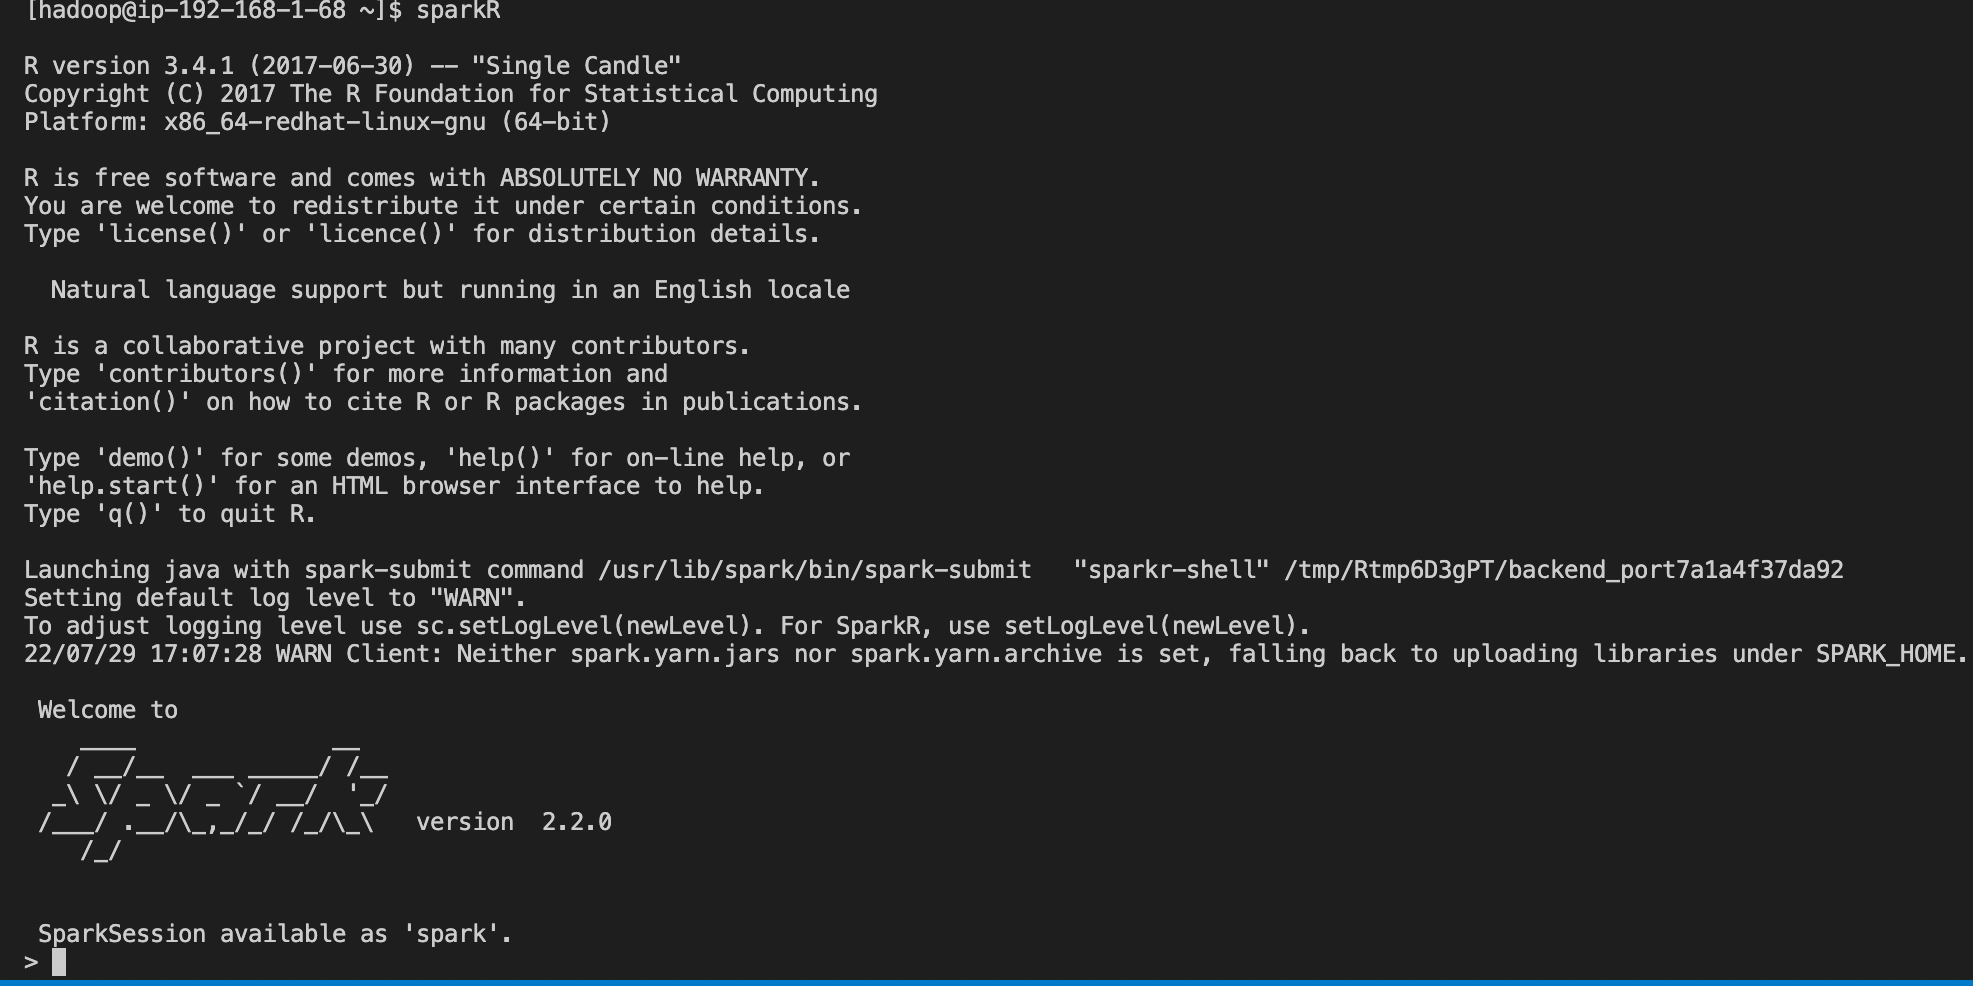 [hadoop@ip-192-168-1-68 ~]$ sparkR
R version 3.4.1 (2017-06-30) -- "Single Candle"
Copyright (C) 2017 The R Foundation for Statistical Computing
Platform: x86_64-redhat-linux-gnu (64-bit)
R is free software and comes with ABSOLUTELY NO WARRANTY.
You are welcome to redistribute it under certain conditions.
Type 'license()' or 'licence()' for distribution details.
Natural language support but running in an English locale
R is a collaborative project with many contributors.
Type 'contributors()' for more information and
'citation()' on how to cite R or R packages in publications.
Type 'demo()' for some demos, 'help()' for on-line help, or
'help.start()' for an HTML browser interface to help.
Type 'q()' to quit R.
Launching java with spark-submit command /usr/lib/spark/bin/spark-submit   "sparkr-shell" /tmp/Rtmp6D3gPT/backend_port7a1a4f37da92
Setting default log level to "WARN".
To adjust logging level use sc.setLogLevel(newLevel). For SparkR, use setLogLevel(newLevel).
22/07/29 17:07:28 WARN Client: Neither spark.yarn.jars nor spark.yarn.archive is set, falling back to uploading libraries under SPARK_HOME.
Welcome to
    ____              __
   / __/__  ___ _____/ /__
  _\ \/ _ \/ _ `/ __/  '_/
 /___/ .__/\_,_/_/ /_/\_\   version  2.2.0
    /_/
SparkSession available as 'spark'.
>